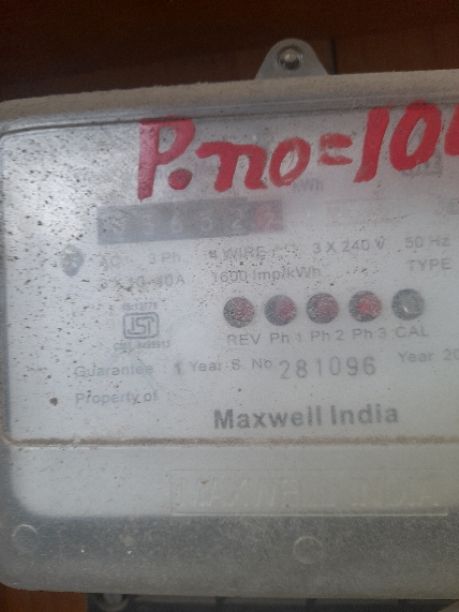 P.no=10
kWh
AC 3 Ph 4 WIRE 3 X 240 V 50 Hz
1600 Imp/kWh TYPE
REV Ph 1 Ph 2 Ph 3 CAL
Guarantee 1 Year S No 281096 Year 20
Property of
Maxwell India